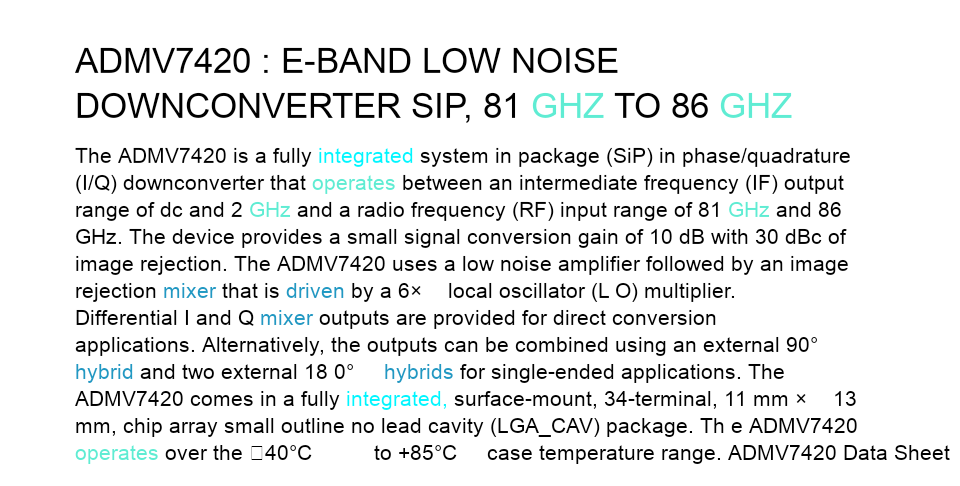 ADMV7420 : E-BAND LOW NOISE
DOWNCONVERTER SIP, 81 GHZ TO 86 GHZ
The ADMV7420 is a fully integrated system in package (SiP) in phase/quadrature
(I/Q) downconverter that operates between an intermediate frequency (IF) output
range of dc and 2 GHz and a radio frequency (RF) input range of 81 GHz and 86
GHz. The device provides a small signal conversion gain of 10 dB with 30 dBc of
image rejection. The ADMV7420 uses a low noise amplifier followed by an image
rejection mixer that is driven by a 6× local oscillator (L O) multiplier.
Differential I and Q mixer outputs are provided for direct conversion
applications. Alternatively, the outputs can be combined using an external 90°
hybrid and two external 18 0° hybrids for single-ended applications. The
ADMV7420 comes in a fully integrated, surface-mount, 34-terminal, 11 mm × 13
mm, chip array small outline no lead cavity (LGA_CAV) package. Th e ADMV7420
operates over the □40°C to +85°C case temperature range. ADMV7420 Data Sheet